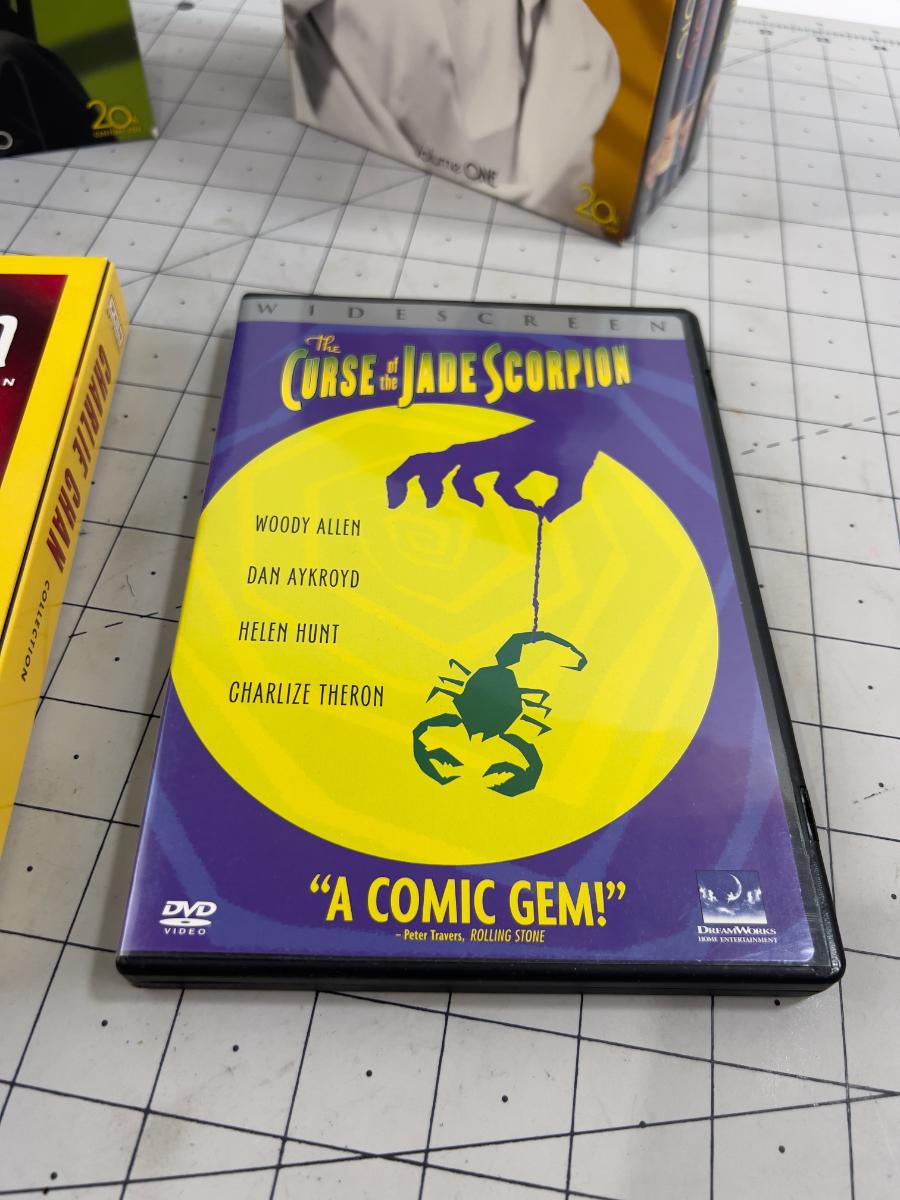 20th
Volume ONE
20th
WIDESCREEN
The
CURSE of the JADE SCORPION
WOODY ALLEN
DAN AYKROYD
HELEN HUNT
CHARLIZE THERON
"A COMIC GEM!"
– Peter Travers, ROLLING STONE
DVD
VIDEO
DREAMWORKS
HOME ENTERTAINMENT
CHARLIE CHAN
COLLECTION